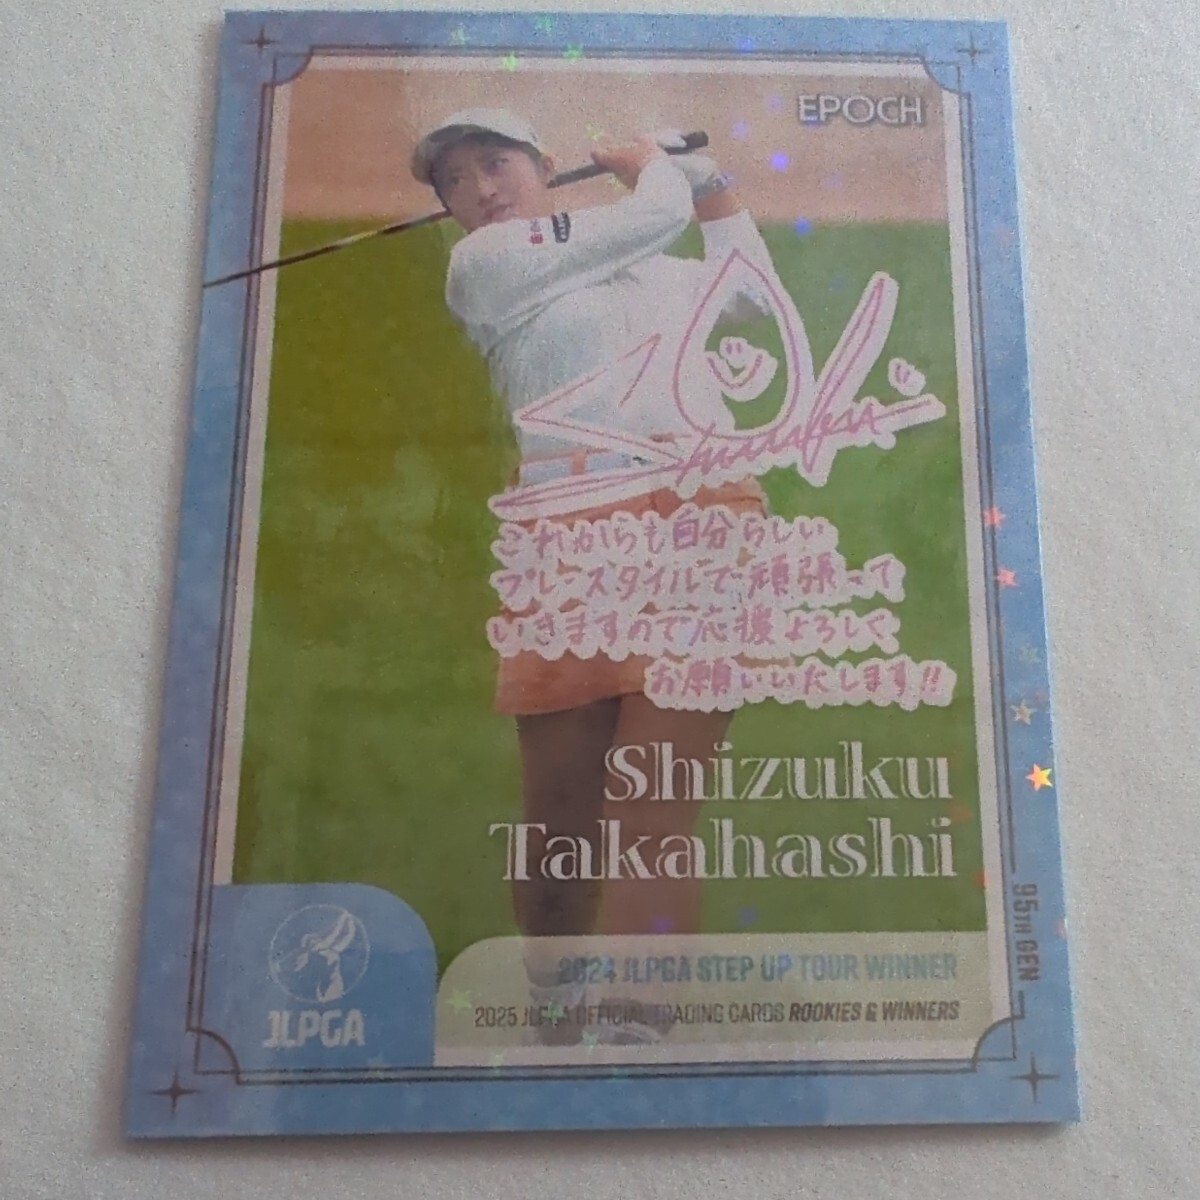 EPOCH
これからも自分らしい
プレースタイルで頑張って
いきますので応援よろしく
お願いいたします!!
Shizuku
Takahashi
95TH GEN
2024 JLPGA STEP UP TOUR WINNER
2025 JLPGA OFFICIAL TRADING CARDS ROOKIES & WINNERS
JLPGA